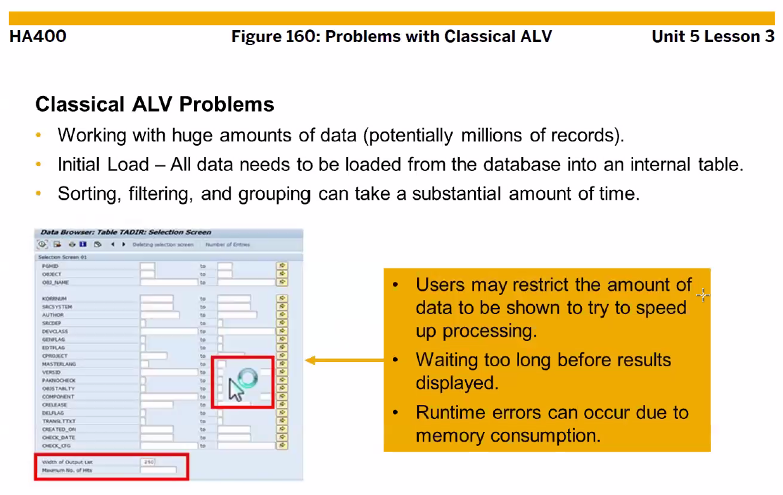 HA400
Figure 160: Problems with Classical ALV
Unit 5 Lesson 3
Classical ALV Problems
• Working with huge amounts of data (potentially millions of records).
• Initial Load – All data needs to be loaded from the database into an internal table.
• Sorting, filtering, and grouping can take a substantial amount of time.
Data Browser: Table TADIR: Selection Screen
Deleting selection screen Number of Entries
Selection Screen 01
PGMID to
OBJECT to
OBJ_NAME to
KORRNUM to
SRCSYSTEM to
AUTHOR to
SRCDEP to
DEVCLASS to
GENFLAG to
EDTFLAG to
CPROJECT to
MASTERLANG to
VERSID to
PAKNOCHECK to
OBJSTABLTY to
COMPONENT to
CRELEASE to
DELFLAG to
TRANSLTTXT to
CREATED_ON to
CHECK_DATE to
CHECK_CFG to
Width of Output List 250
Maximum No. of Hits
• Users may restrict the amount of
data to be shown to try to speed
up processing.
• Waiting too long before results
displayed.
• Runtime errors can occur due to
memory consumption.